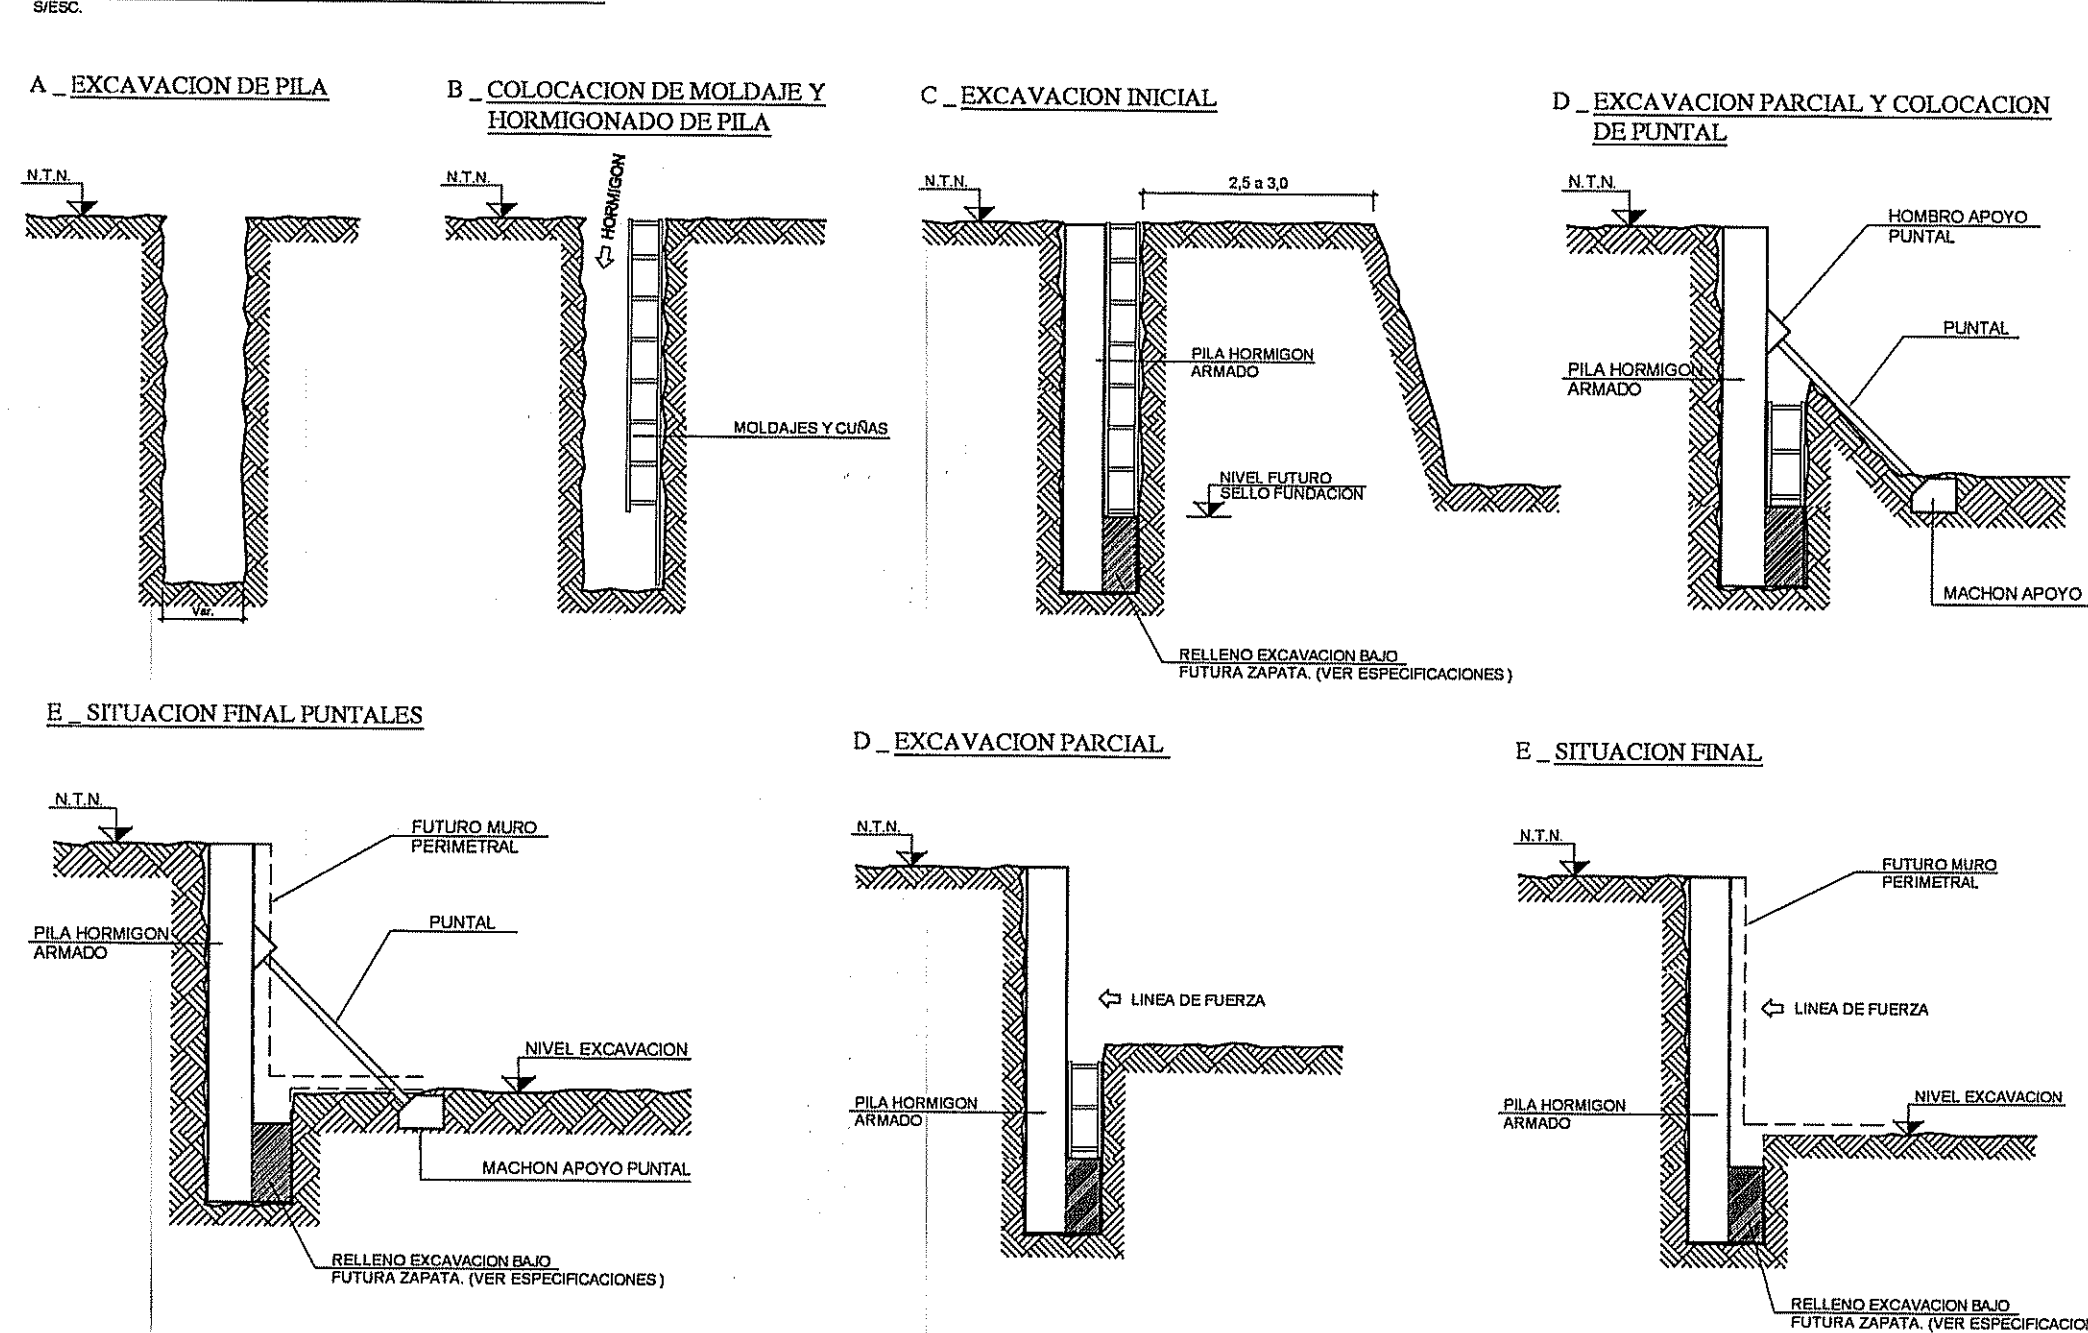 S/ESC.
A _ EXCAVACION DE PILA
N.T.N.
Var.
B _ COLOCACION DE MOLDAJE Y
HORMIGONADO DE PILA
N.T.N.
HORMIGON
MOLDAJES Y CUÑAS
C _ EXCAVACION INICIAL
N.T.N.
2,5 a 3,0
PILA HORMIGON
ARMADO
NIVEL FUTURO
SELLO FUNDACION
RELLENO EXCAVACION BAJO
FUTURA ZAPATA. (VER ESPECIFICACIONES)
D _ EXCAVACION PARCIAL Y COLOCACION
DE PUNTAL
N.T.N.
HOMBRO APOYO
PUNTAL
PUNTAL
PILA HORMIGON
ARMADO
MACHON APOYO
E _ SITUACION FINAL PUNTALES
N.T.N.
FUTURO MURO
PERIMETRAL
PUNTAL
PILA HORMIGON
ARMADO
NIVEL EXCAVACION
MACHON APOYO PUNTAL
RELLENO EXCAVACION BAJO
FUTURA ZAPATA. (VER ESPECIFICACIONES)
D _ EXCAVACION PARCIAL
N.T.N.
LINEA DE FUERZA
PILA HORMIGON
ARMADO
E _ SITUACION FINAL
N.T.N.
FUTURO MURO
PERIMETRAL
LINEA DE FUERZA
PILA HORMIGON
ARMADO
NIVEL EXCAVACION
RELLENO EXCAVACION BAJO
FUTURA ZAPATA. (VER ESPECIFICACION